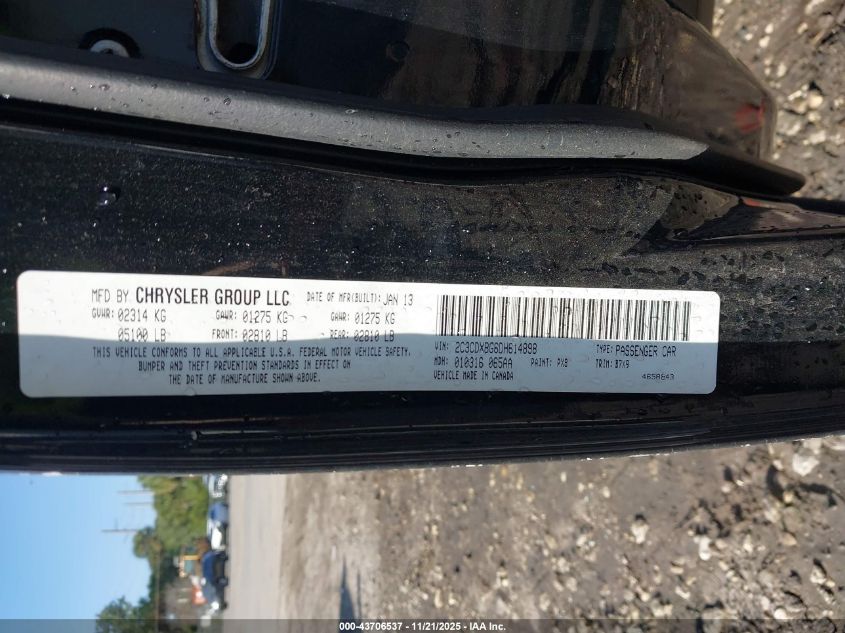 MFD BY CHRYSLER GROUP LLC DATE OF MFR(BUILT): JAN 13
GVWR: 02314 KG GAWR: 01275 KG GAWR: 01275 KG
05100 LB FRONT: 02810 LB REAR: 02810 LB
THIS VEHICLE CONFORMS TO ALL APPLICABLE U.S.A. FEDERAL MOTOR VEHICLE SAFETY,
BUMPER AND THEFT PREVENTION STANDARDS IN EFFECT ON
THE DATE OF MANUFACTURE SHOWN ABOVE.
VIN: 2C3CDXBG6DH614898 TYPE: PASSENGER CAR
MDH: 010316 065AA PAINT: PX8 TRIM: B7X9
VEHICLE MADE IN CANADA 4658643
000-43706537 - 11/21/2025 - IAA Inc.